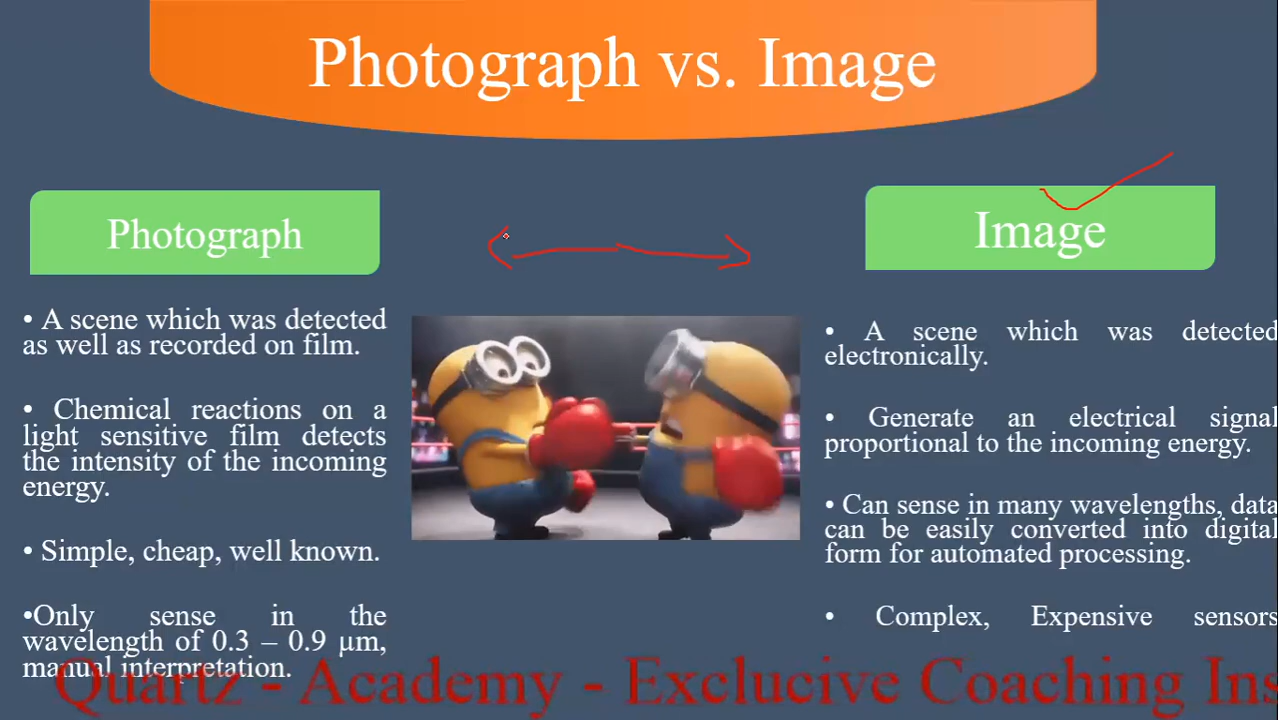 Photograph vs. Image
Photograph
• A scene which was detected
as well as recorded on film.
• Chemical reactions on a
light sensitive film detects
the intensity of the incoming
energy.
• Simple, cheap, well known.
•Only sense in the
wavelength of 0.3 – 0.9 µm,
manual interpretation.
Image
• A scene which was detected
electronically.
• Generate an electrical signal
proportional to the incoming energy.
• Can sense in many wavelengths, data
can be easily converted into digital
form for automated processing.
• Complex, Expensive sensors
Quartz - Academy - Exclucive Coaching Ins